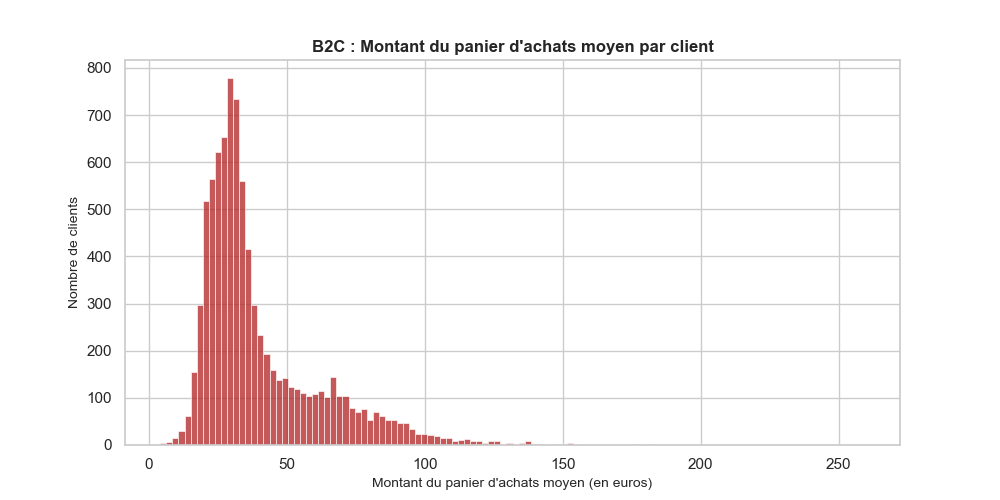 B2C : Montant du panier d'achats moyen par client
800
700
600
500
400
300
200
100
0
Nombre de clients
0 50 100 150 200 250
Montant du panier d'achats moyen (en euros)